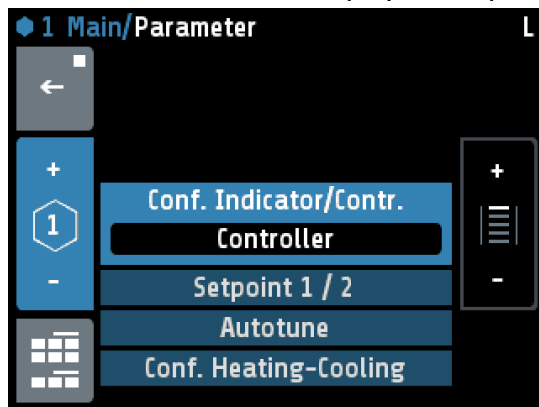 1 Main/Parameter L
+
1
-
Conf. Indicator/Contr.
Controller
Setpoint 1 / 2
Autotune
Conf. Heating-Cooling
+
-